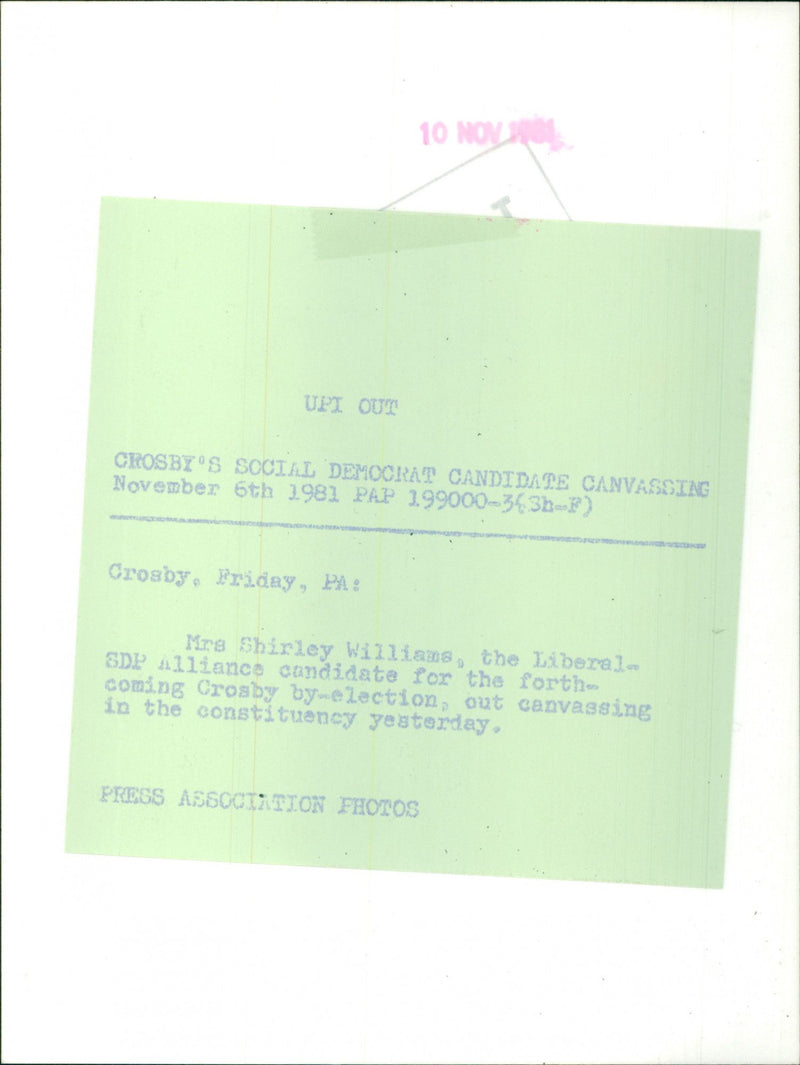 10 NOV 1981
UPI OUT
CROSBY'S SOCIAL DEMOCRAT CANDIDATE CANVASSING
November 6th 1981 PAP 199000-3(Sh-F)
Crosby, Friday, PA:
Mrs Shirley Williams, the Liberal-
SDP Alliance candidate for the forth-
coming Crosby by-election, out canvassing
in the constituency yesterday.
PRESS ASSOCIATION PHOTOS